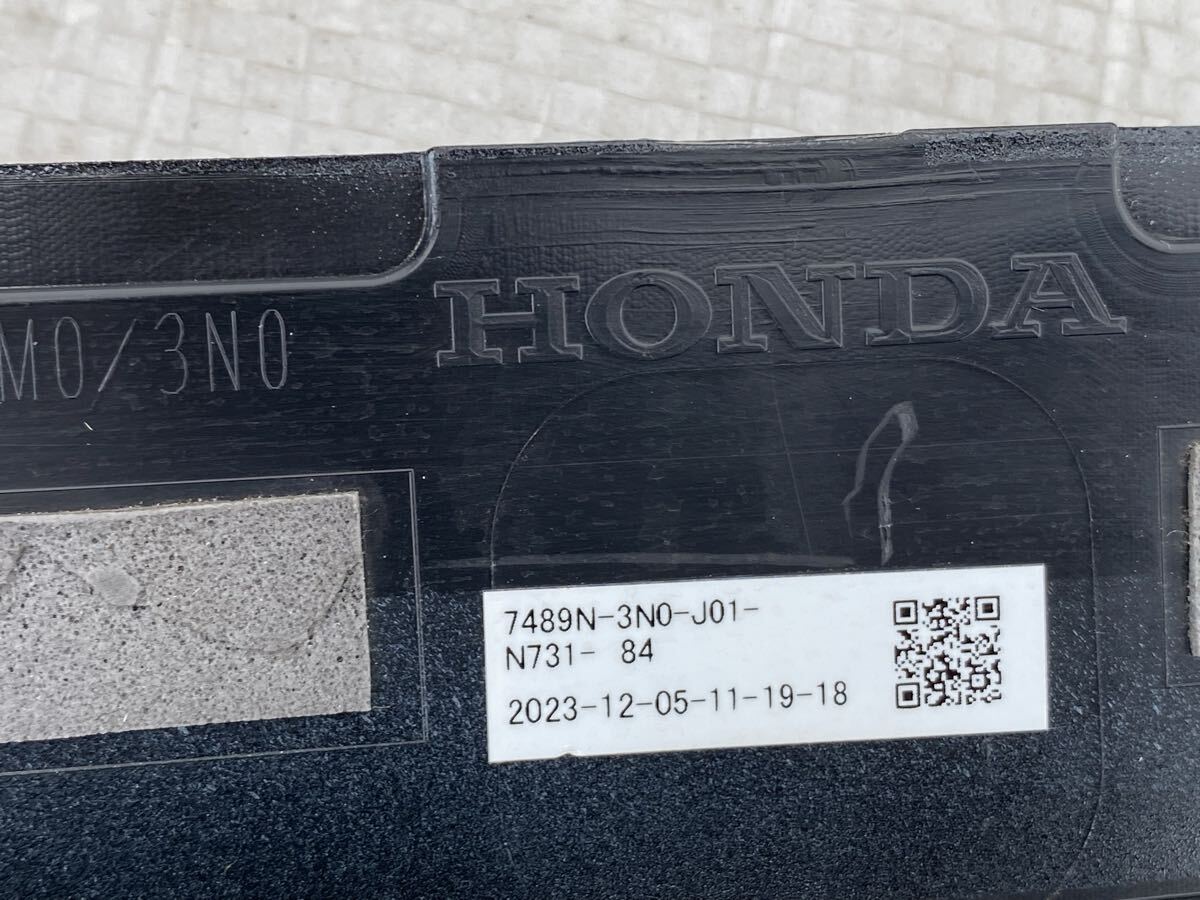 HONDA
M0/3N0
7489N-3N0-J01-
N731- 84
2023-12-05-11-19-18